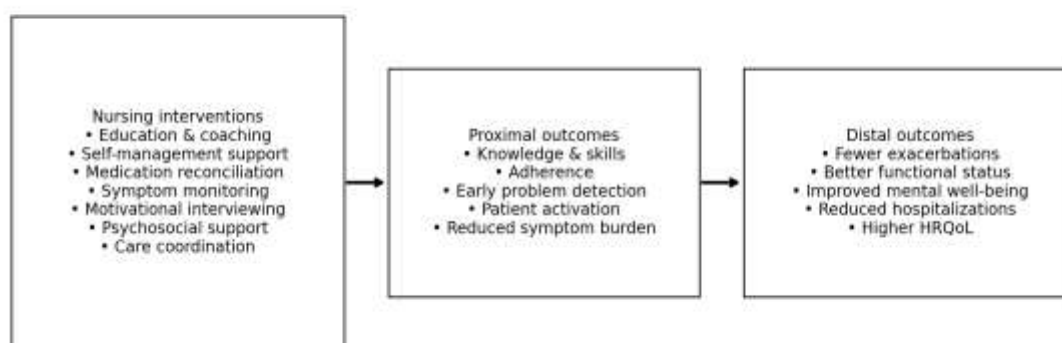 Nursing interventions
• Education & coaching
• Self-management support
• Medication reconciliation
• Symptom monitoring
• Motivational interviewing
• Psychosocial support
• Care coordination
Proximal outcomes
• Knowledge & skills
• Adherence
• Early problem detection
• Patient activation
• Reduced symptom burden
Distal outcomes
• Fewer exacerbations
• Better functional status
• Improved mental well-being
• Reduced hospitalizations
• Higher HRQoL